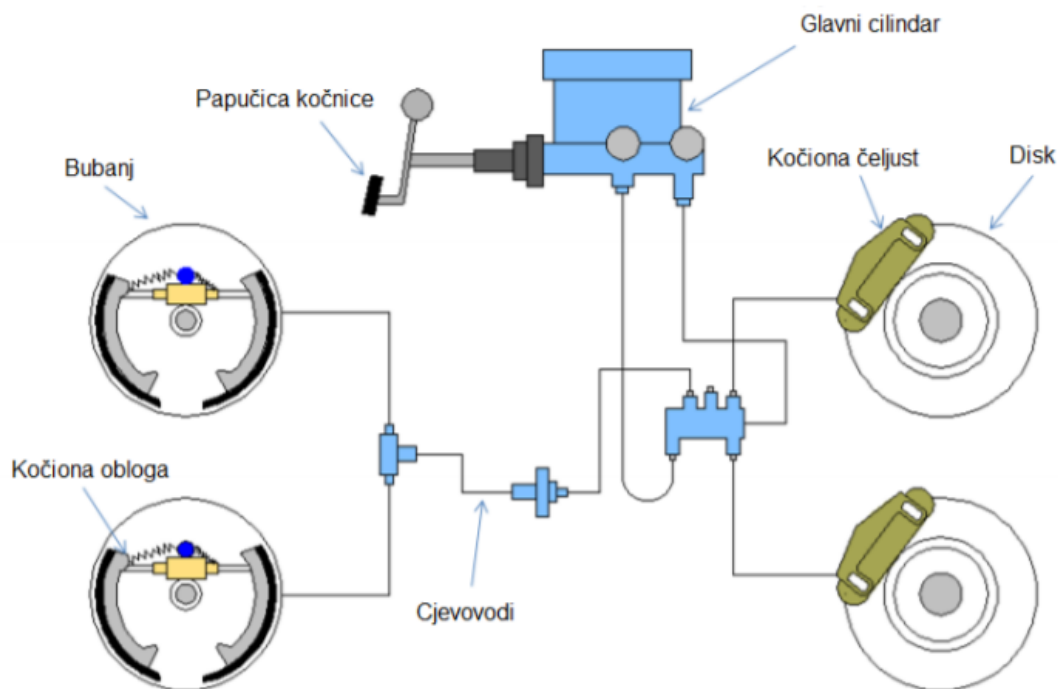 Glavni cilindar
Papučica kočnice
Bubanj
Kočiona čeljust
Disk
Kočiona obloga
Cjevovodi